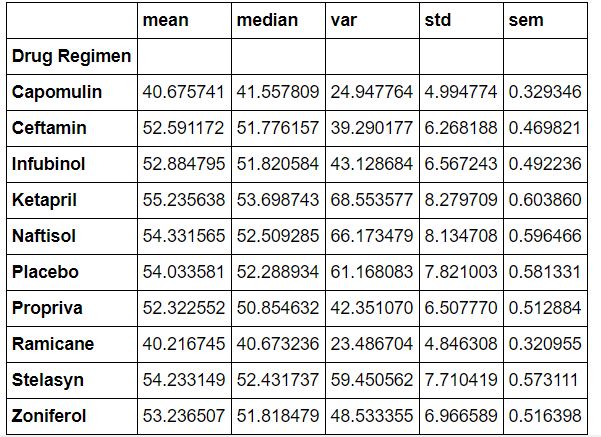 mean median var std sem
Drug Regimen
Capomulin 40.675741 41.557809 24.947764 4.994774 0.329346
Ceftamin 52.591172 51.776157 39.290177 6.268188 0.469821
Infubinol 52.884795 51.820584 43.128684 6.567243 0.492236
Ketapril 55.235638 53.698743 68.553577 8.279709 0.603860
Naftisol 54.331565 52.509285 66.173479 8.134708 0.596466
Placebo 54.033581 52.288934 61.168083 7.821003 0.581331
Propriva 52.322552 50.854632 42.351070 6.507770 0.512884
Ramicane 40.216745 40.673236 23.486704 4.846308 0.320955
Stelasyn 54.233149 52.431737 59.450562 7.710419 0.573111
Zoniferol 53.236507 51.818479 48.533355 6.966589 0.516398